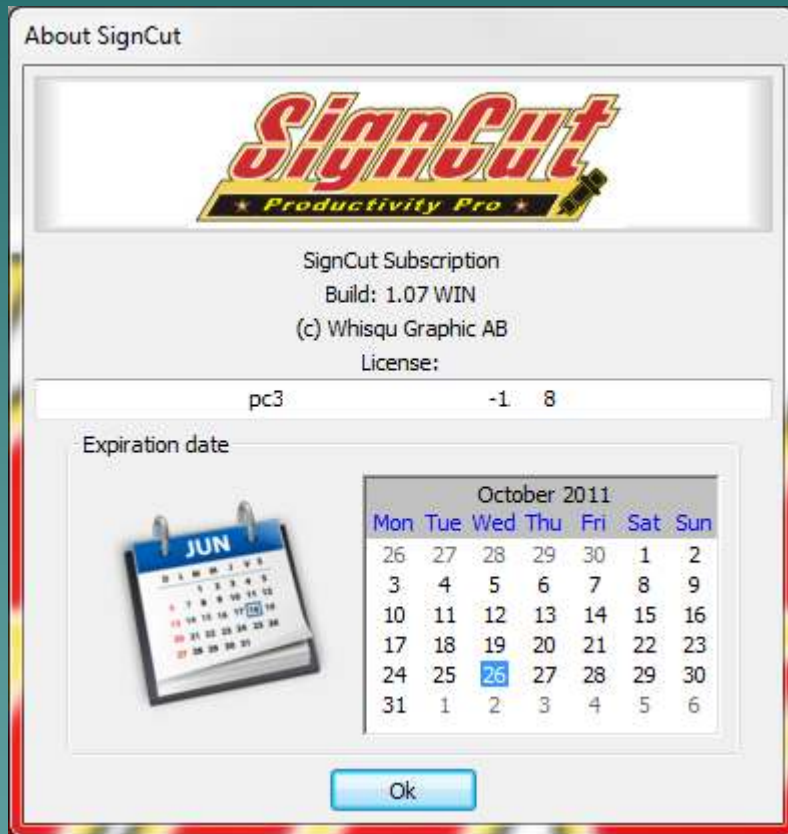 About SignCut
SignCut
Productivity Pro
SignCut Subscription
Build: 1.07 WIN
(c) Whisqu Graphic AB
License:
pc3 -1 8
Expiration date
JUN
October 2011
Mon Tue Wed Thu Fri Sat Sun
26 27 28 29 30 1 2
3 4 5 6 7 8 9
10 11 12 13 14 15 16
17 18 19 20 21 22 23
24 25 26 27 28 29 30
31 1 2 3 4 5 6
Ok